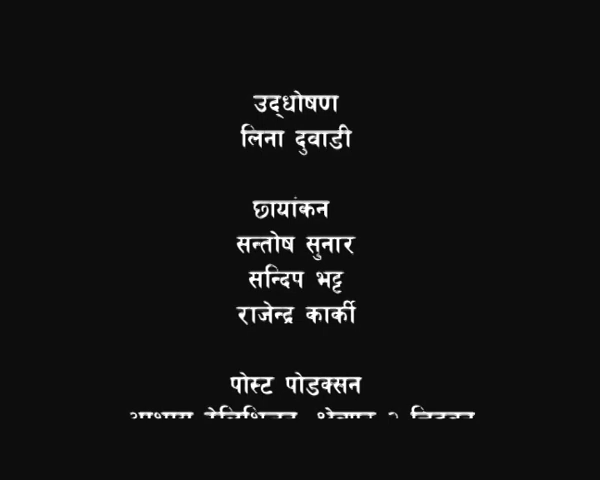 उद्धोषण
लिना दुवाडी
छायांकन
सन्तोष सुनार
सन्दिप भट्ट
राजेन्द्र कार्की
पोस्ट पोडक्सन